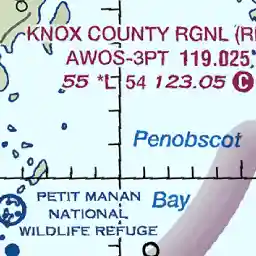 KNOX COUNTY RGNL
AWOS-3PT 119.025
55 *L 54 123.05 C
Penobscot
PETIT MANAN
NATIONAL
WILDLIFE REFUGE
Bay